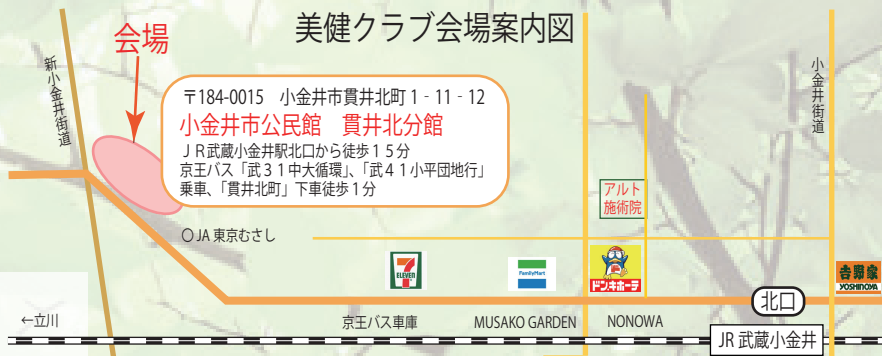 美健クラブ会場案内図
会場
新小金井街道
小金井街道
〒184-0015　小金井市貫井北町1‐11‐12
小金井市公民館　貫井北分館
ＪＲ武蔵小金井駅北口から徒歩１５分
京王バス「武３１中大循環」、「武４１小平団地行」
乗車、「貫井北町」下車徒歩１分
アルト
施術院
〇JA東京むさし
7
ELEVEN
FamilyMart
ドン・キホーテ
吉野家
YOSHINOYA
北口
←立川
京王バス車庫
MUSAKO GARDEN
NONOWA
JR 武蔵小金井